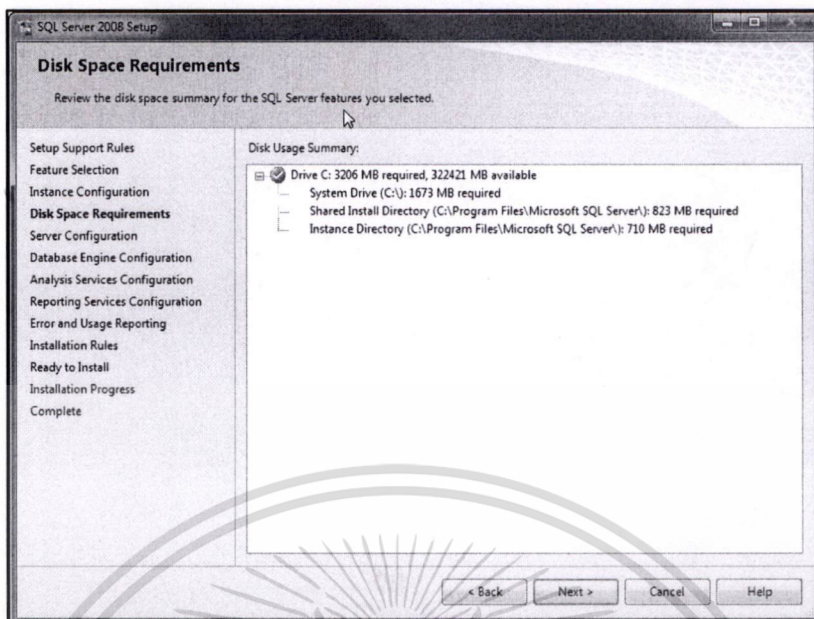 SQL Server 2008 Setup
Disk Space Requirements
Review the disk space summary for the SQL Server features you selected.
Setup Support Rules
Feature Selection
Instance Configuration
Disk Space Requirements
Server Configuration
Database Engine Configuration
Analysis Services Configuration
Reporting Services Configuration
Error and Usage Reporting
Installation Rules
Ready to Install
Installation Progress
Complete
Disk Usage Summary:
Drive C: 3206 MB required, 322421 MB available
System Drive (C:\): 1673 MB required
Shared Install Directory (C:\Program Files\Microsoft SQL Server\): 823 MB required
Instance Directory (C:\Program Files\Microsoft SQL Server\): 710 MB required
< Back
Next >
Cancel
Help